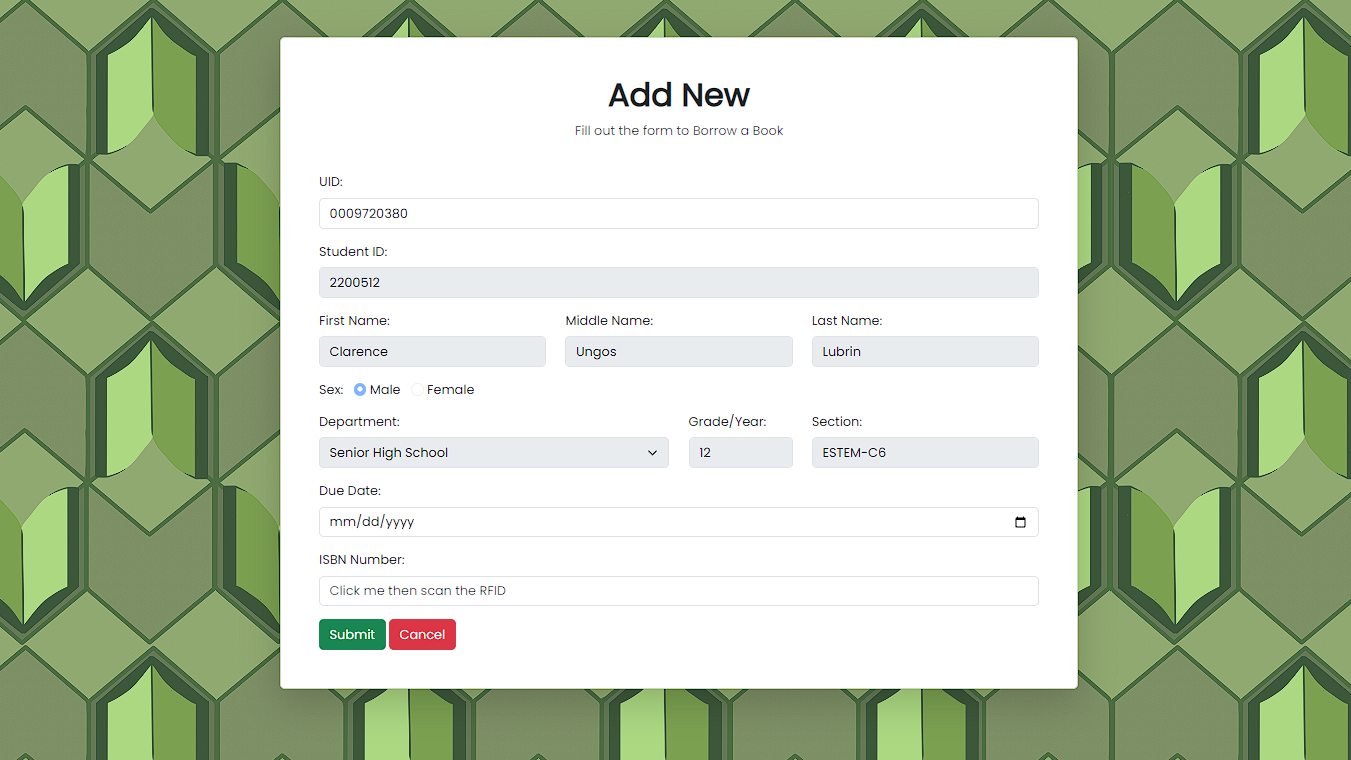 Add New
Fill out the form to Borrow a Book
UID:
0009720380
Student ID:
2200512
First Name: Middle Name: Last Name:
Clarence Ungos Lubrin
Sex: Male Female
Department: Grade/Year: Section:
Senior High School 12 ESTEM-C6
Due Date:
mm/dd/yyyy
ISBN Number:
Click me then scan the RFID
Submit Cancel